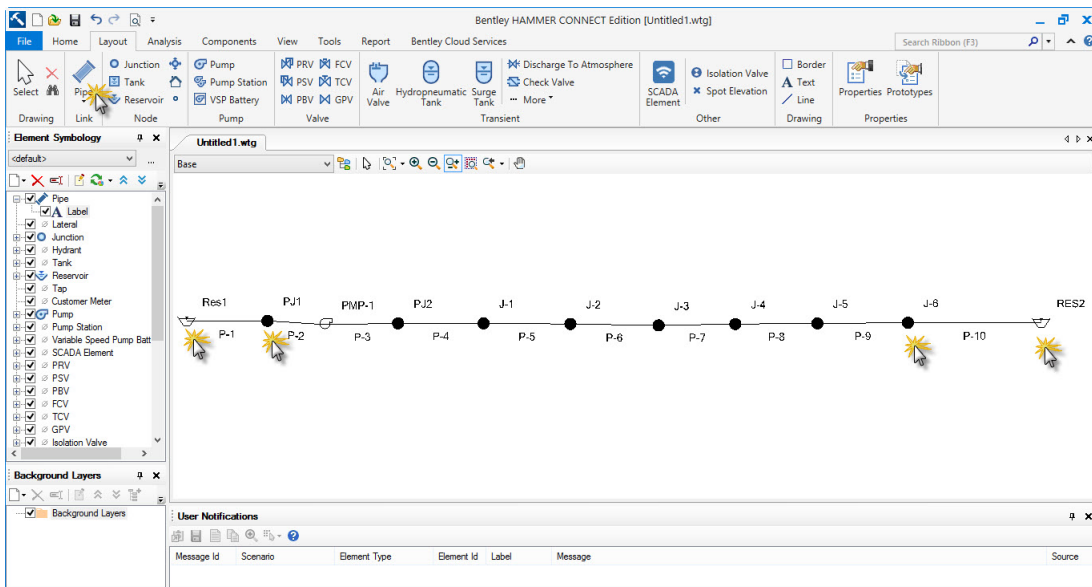 Bentley HAMMER CONNECT Edition [Untitled1.wtg]
File Home Layout Analysis Components View Tools Report Bentley Cloud Services Search Ribbon (F3)
Select
Drawing
Pipe
Link
Junction
Tank
Reservoir
Node
Pump
Pump Station
VSP Battery
Pump
PRV FCV
PSV TCV
PBV GPV
Valve
Air Valve
Hydropneumatic Tank
Surge Tank
Discharge To Atmosphere
Check Valve
More
Transient
SCADA Element
Isolation Valve
Spot Elevation
Other
Border
A Text
Line
Drawing
Properties Prototypes
Properties
Element Symbology
<default>
...
Pipe
A Label
Lateral
Junction
Hydrant
Tank
Reservoir
Tap
Customer Meter
Pump
Pump Station
Variable Speed Pump Batt
SCADA Element
PRV
PSV
PBV
FCV
TCV
GPV
Isolation Valve
Background Layers
Background Layers
Untitled1.wtg
Base
Res1 PJ1 PMP-1 PJ2 J-1 J-2 J-3 J-4 J-5 J-6 RES2
P-1 P-2 P-3 P-4 P-5 P-6 P-7 P-8 P-9 P-10
User Notifications
Message Id Scenario Element Type Element Id Label Message Source